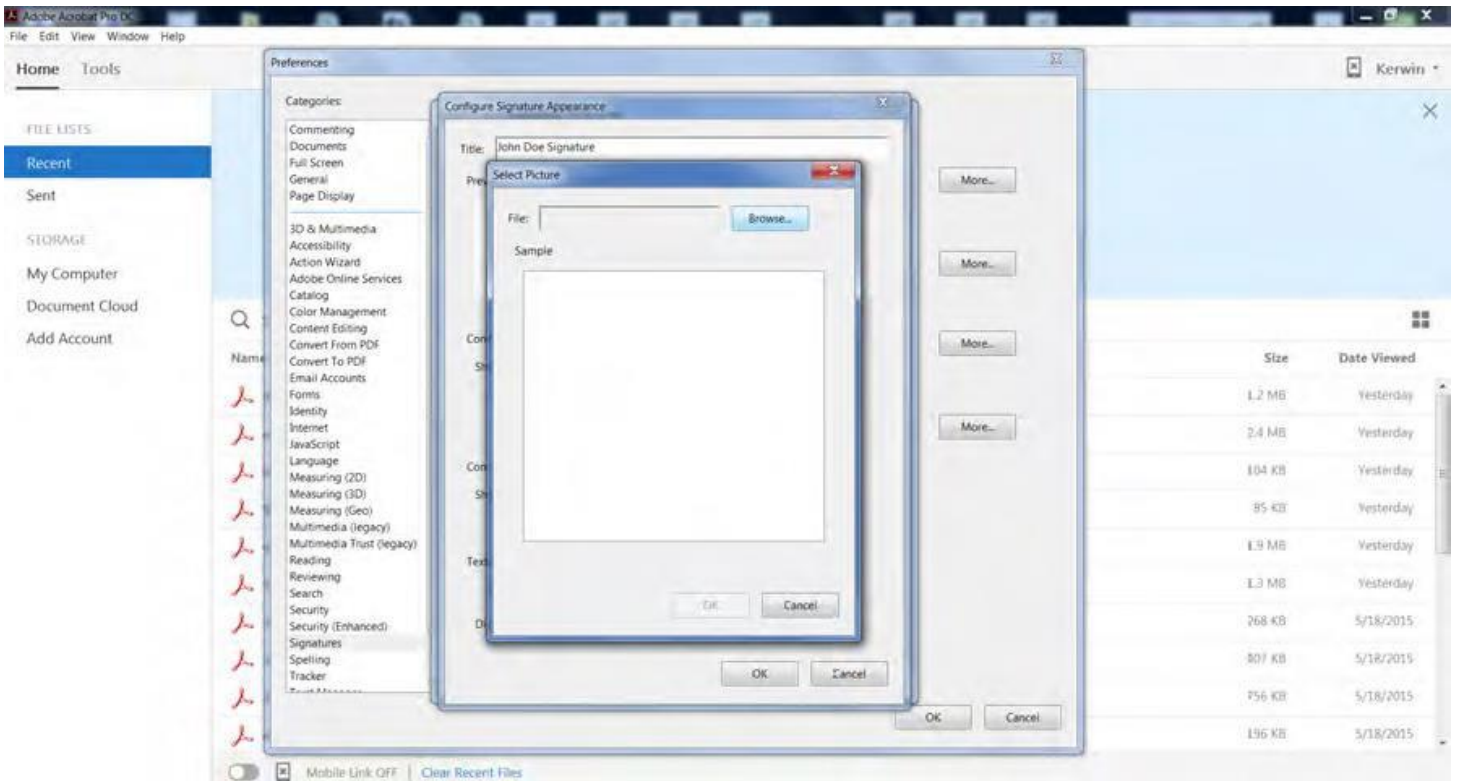 Adobe Acrobat Pro DC
File Edit View Window Help
Home Tools
Kerwin
FILE LISTS
Recent
Sent
STORAGE
My Computer
Document Cloud
Add Account
Preferences
Categories:
Commenting
Documents
Full Screen
General
Page Display
3D & Multimedia
Accessibility
Action Wizard
Adobe Online Services
Catalog
Color Management
Content Editing
Convert From PDF
Convert To PDF
Email Accounts
Forms
Identity
Internet
JavaScript
Language
Measuring (2D)
Measuring (3D)
Measuring (Geo)
Multimedia (legacy)
Multimedia Trust (legacy)
Reading
Reviewing
Search
Security
Security (Enhanced)
Signatures
Spelling
Tracker
Configure Signature Appearance
Title: John Doe Signature
Select Picture
File: Browse...
Sample
OK Cancel
OK Cancel
More...
More...
More...
More...
OK Cancel
Name Size Date Viewed
1.2 MB Yesterday
2.4 MB Yesterday
104 KB Yesterday
85 KB Yesterday
1.9 MB Yesterday
1.3 MB Yesterday
268 KB 5/18/2015
5/18/2015
756 KB 5/18/2015
196 KB 5/18/2015
Mobile Link OFF | Clear Recent Files